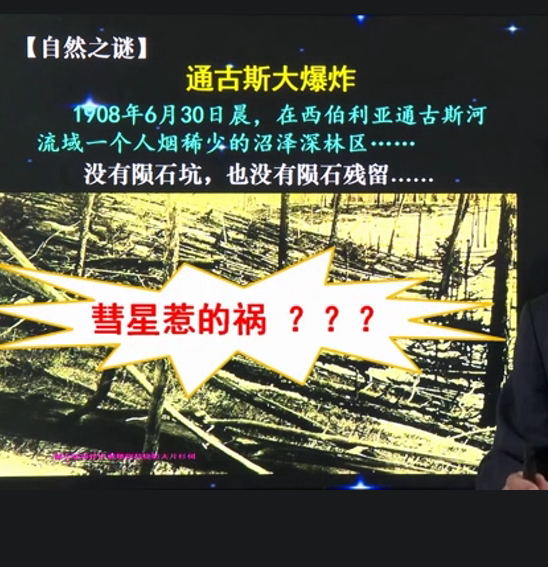 【自然之谜】
通古斯大爆炸
1908年6月30日晨，在西伯利亚通古斯河
流域一个人烟稀少的沼泽深林区……
没有陨石坑，也没有陨石残留……
彗星惹的祸 ？？？